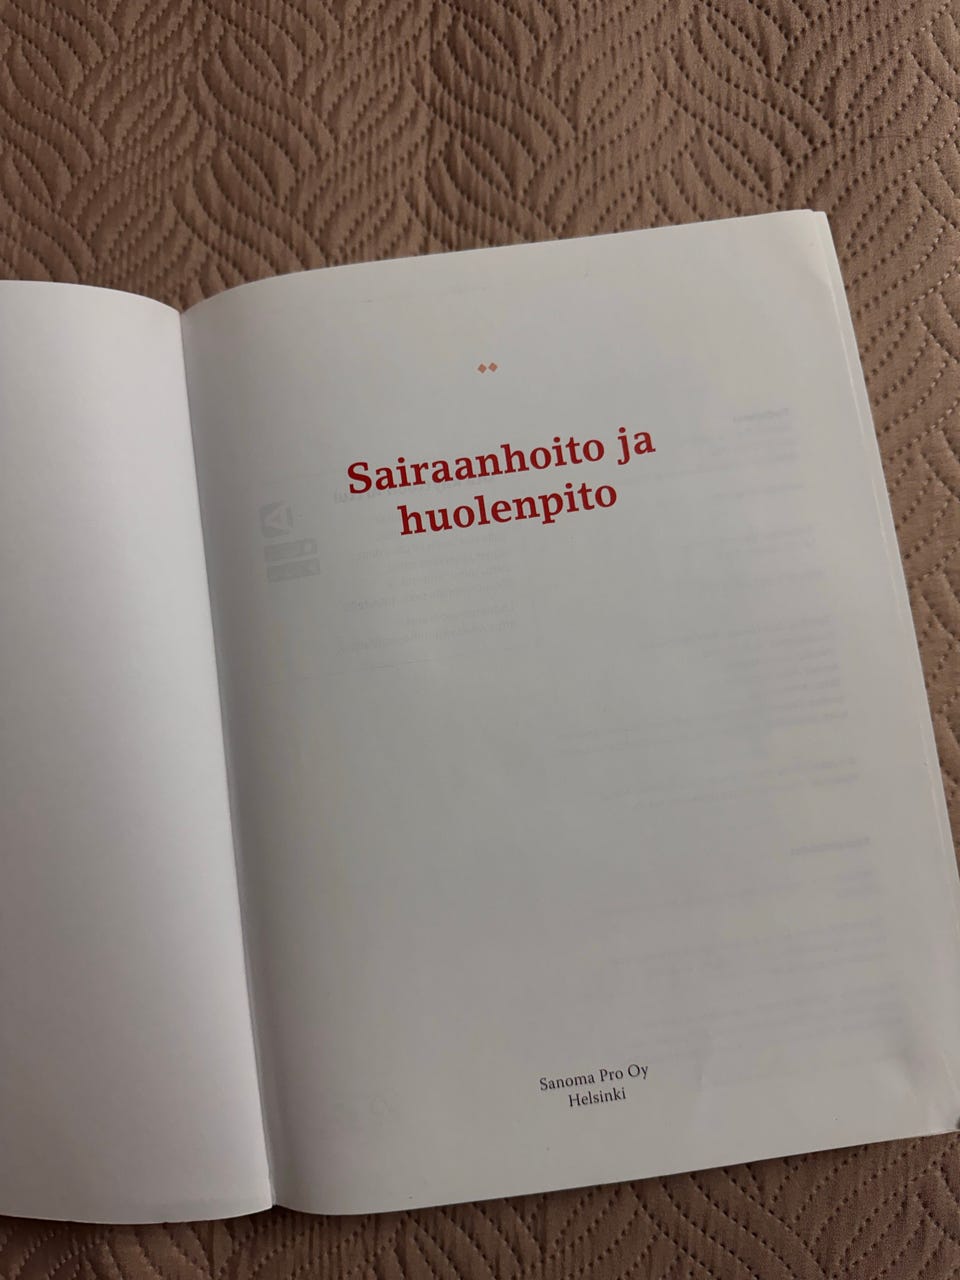 Sairaanhoito ja
huolenpito
Sanoma Pro Oy
Helsinki